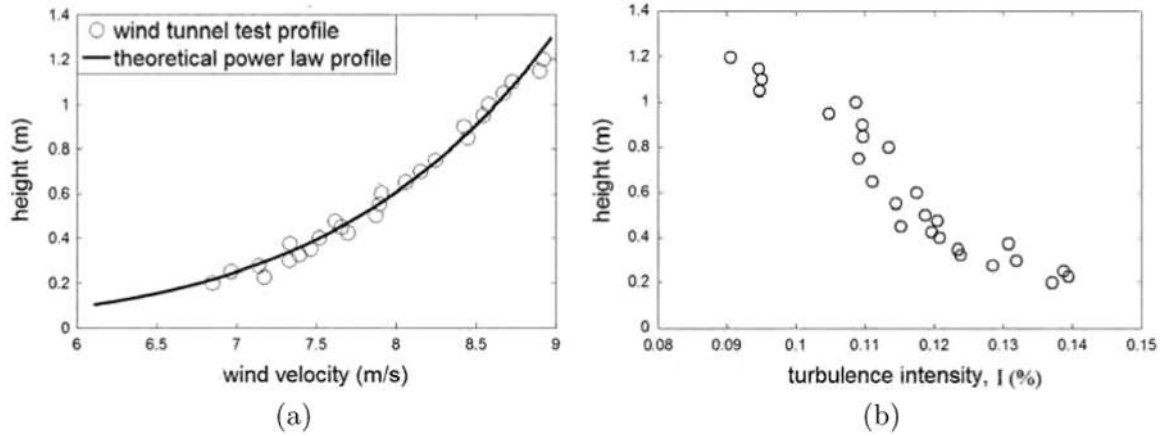 1.4
1.2
1
0.8
0.6
0.4
0.2
0
height (m)
wind tunnel test profile
theoretical power law profile
6 6.5 7 7.5 8 8.5 9
wind velocity (m/s)
(a)
1.4
1.2
1
0.8
0.6
0.4
0.2
0
height (m)
0.08 0.09 0.1 0.11 0.12 0.13 0.14 0.15
turbulence intensity, I (%)
(b)